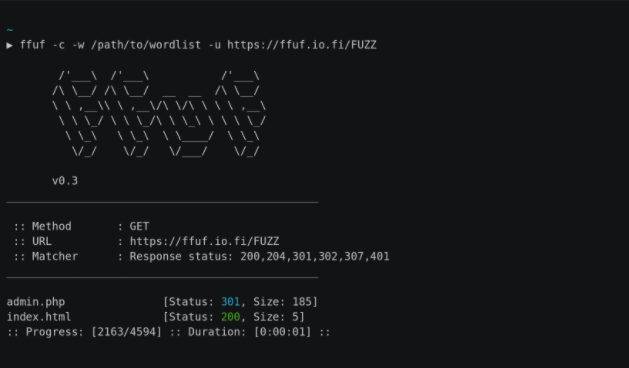 ~
▶ ffuf -c -w /path/to/wordlist -u https://ffuf.io.fi/FUZZ
        /'___\  /'___\           /'___\
       /\ \__/ /\ \__/  __  __  /\ \__/
       \ \ ,__\\ \ ,__\/\ \/\ \ \ \ ,__\
        \ \ \_/ \ \ \_/\ \ \_\ \ \ \ \_/
         \ \_\   \ \_\  \ \____/  \ \_\
          \/_/    \/_/   \/___/    \/_/
       v0.3
________________________________________________
 :: Method       : GET
 :: URL          : https://ffuf.io.fi/FUZZ
 :: Matcher      : Response status: 200,204,301,302,307,401
________________________________________________
admin.php               [Status: 301, Size: 185]
index.html              [Status: 200, Size: 5]
:: Progress: [2163/4594] :: Duration: [0:00:01] ::